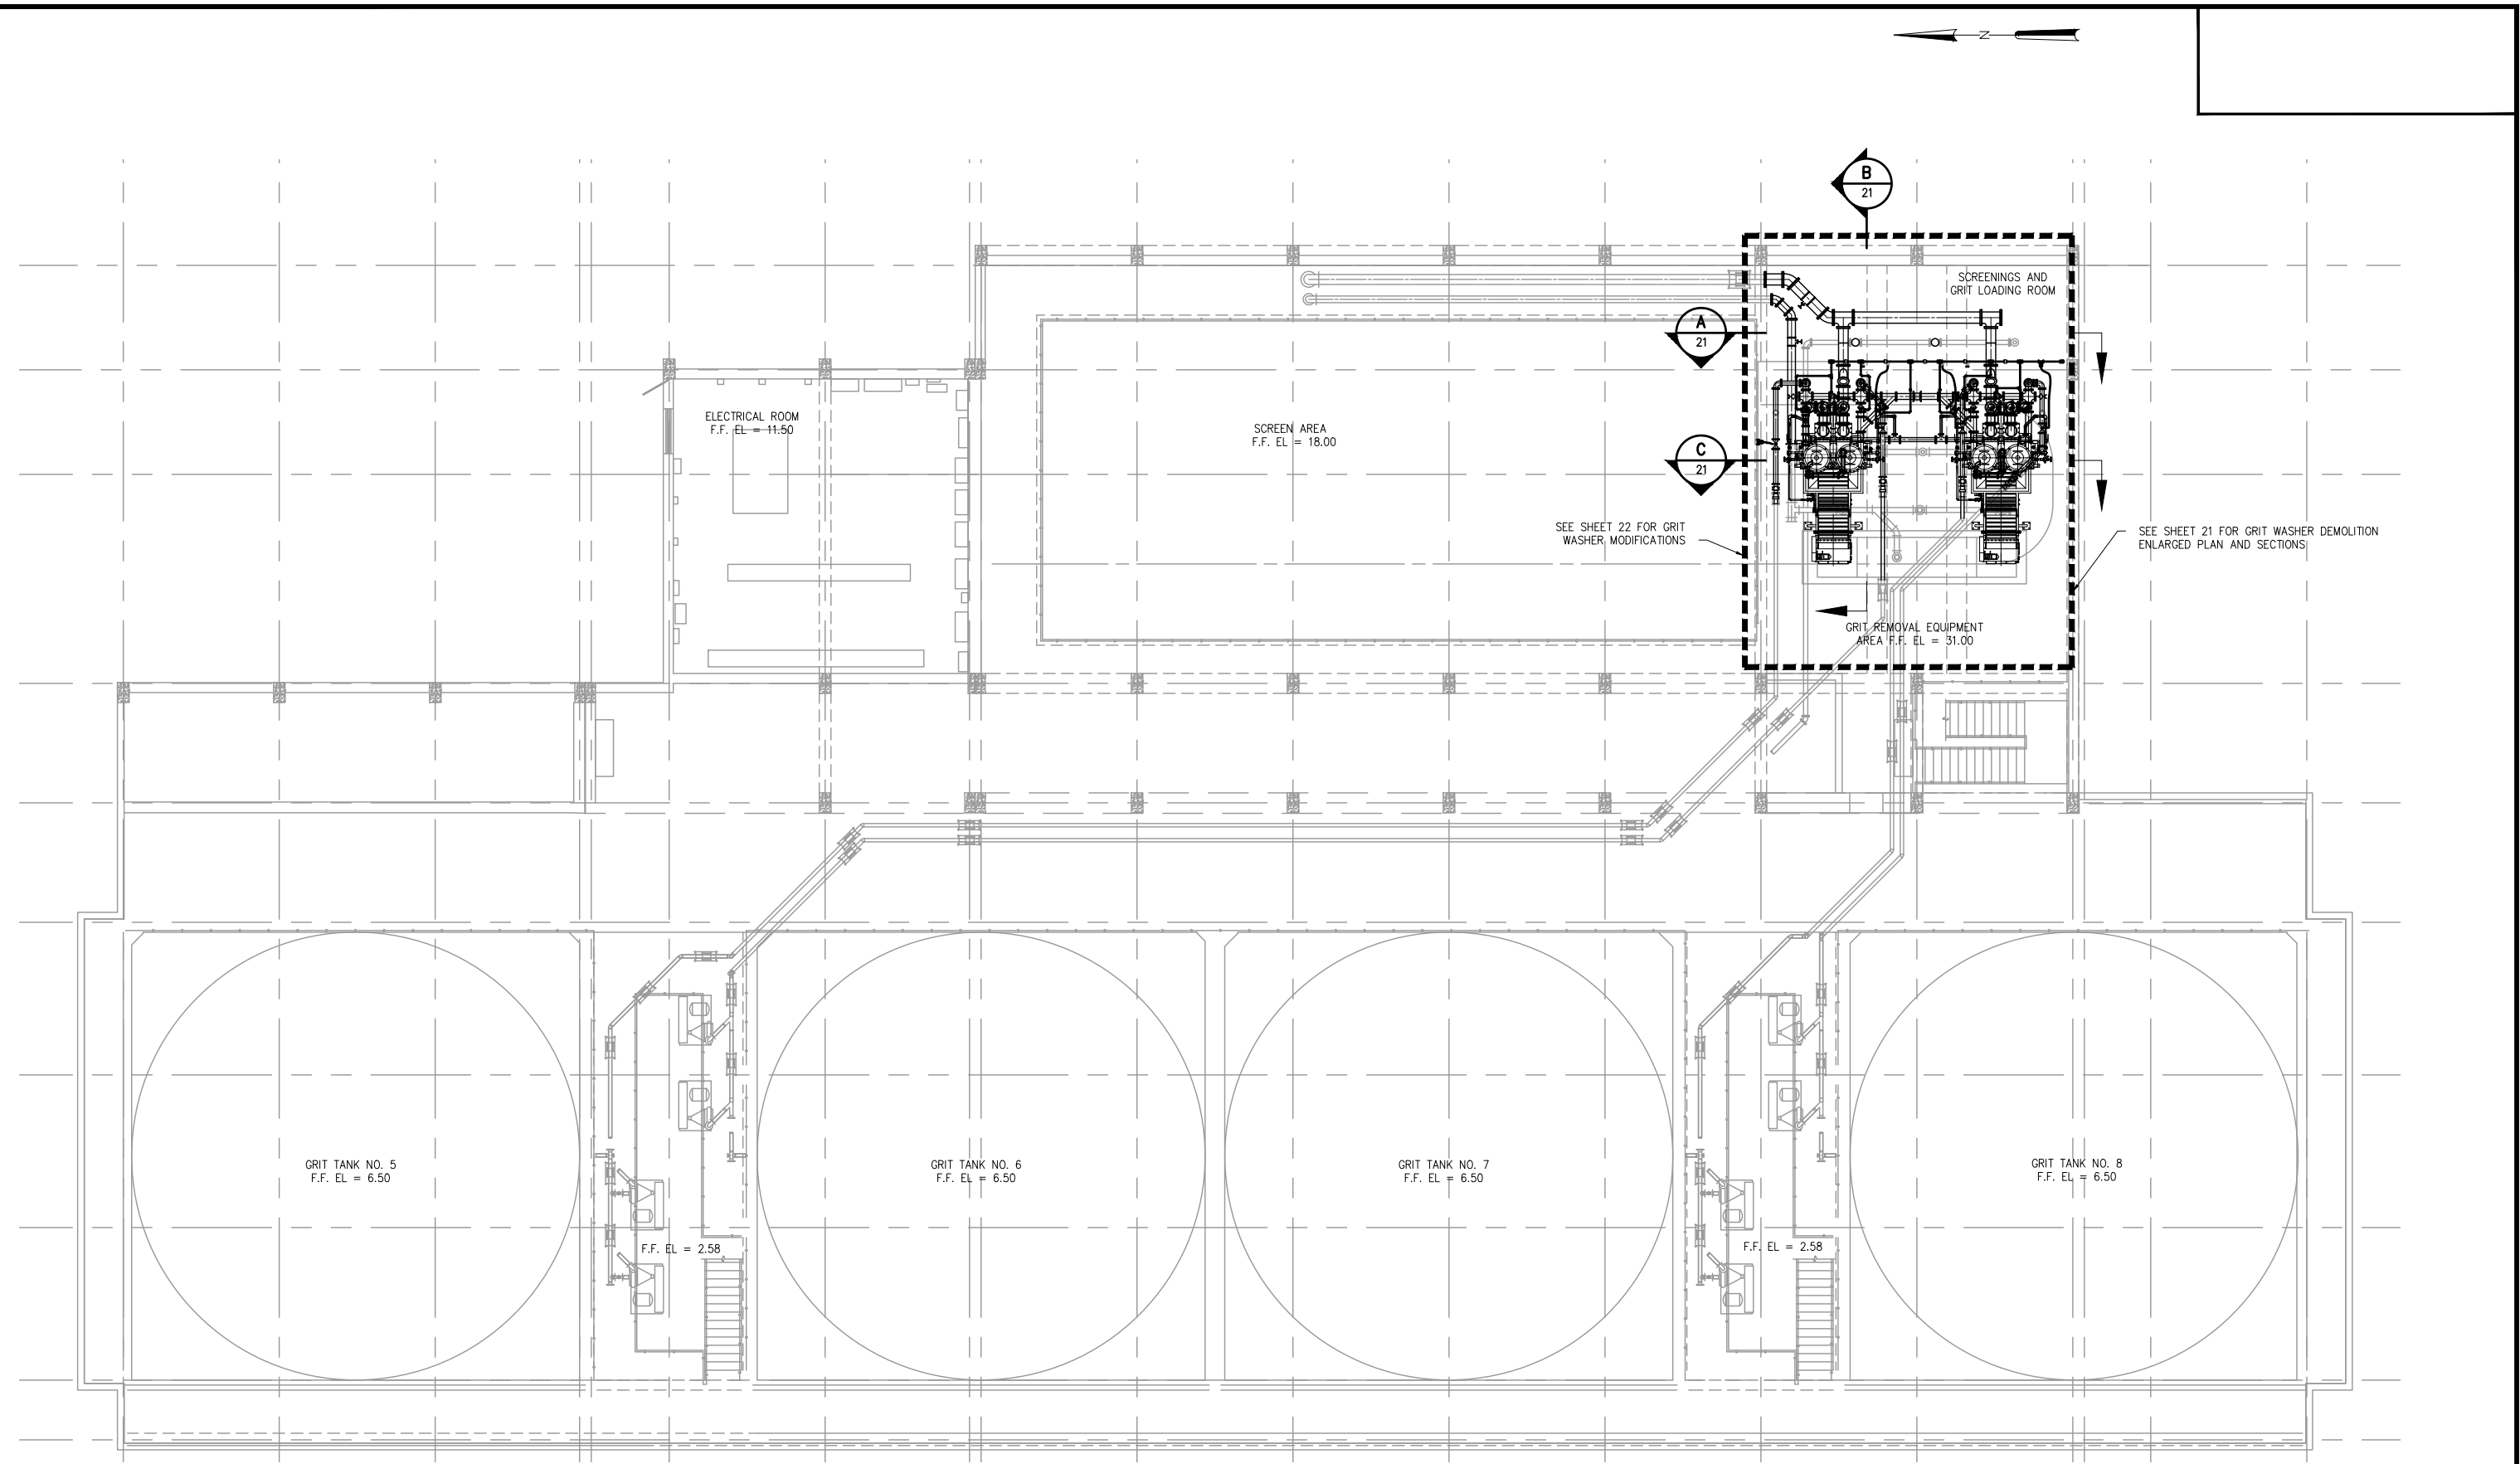 N
B
21
SCREENINGS AND
GRIT LOADING ROOM
A
21
ELECTRICAL ROOM
F.F. EL = 11.50
SCREEN AREA
F.F. EL = 18.00
C
21
SEE SHEET 22 FOR GRIT
WASHER MODIFICATIONS
SEE SHEET 21 FOR GRIT WASHER DEMOLITION
ENLARGED PLAN AND SECTIONS
GRIT REMOVAL EQUIPMENT
AREA F.F. EL = 31.00
GRIT TANK NO. 5
F.F. EL = 6.50
GRIT TANK NO. 6
F.F. EL = 6.50
GRIT TANK NO. 7
F.F. EL = 6.50
GRIT TANK NO. 8
F.F. EL = 6.50
F.F. EL = 2.58
F.F. EL = 2.58